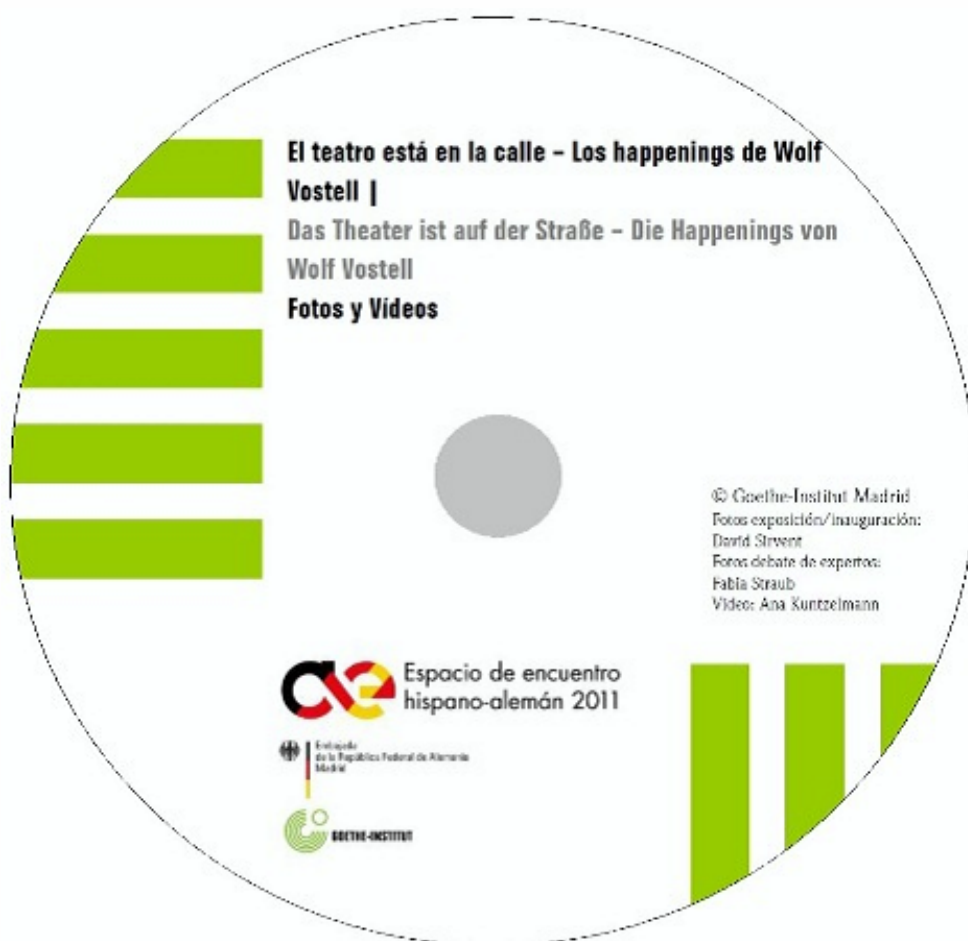 El teatro está en la calle – Los happenings de Wolf
Vostell |
Das Theater ist auf der Straße – Die Happenings von
Wolf Vostell
Fotos y Vídeos
© Goethe-Institut Madrid
Fotos exposición/inauguración:
David Sirvent
Fotos debate de expertos:
Fabia Straub
Vídeo: Ana Kuntzelmann
ae Espacio de encuentro
hispano-alemán 2011
Embajada
de la República Federal de Alemania
Madrid
GOETHE-INSTITUT